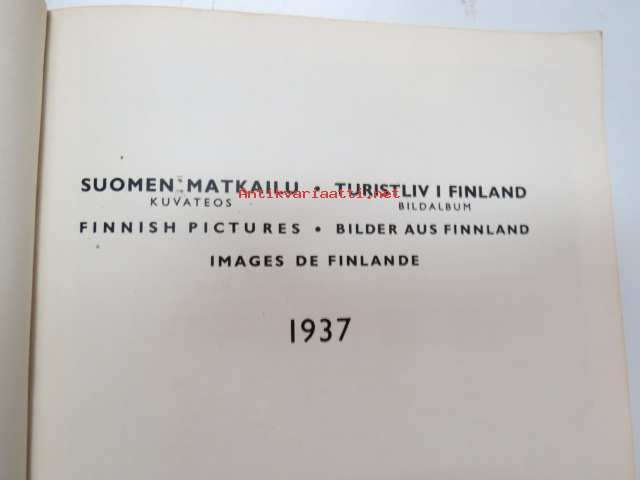 SUOMEN MATKAILU • TURISTLIV I FINLAND
Antikvariaatti.net
KUVATEOS BILDALBUM
FINNISH PICTURES • BILDER AUS FINNLAND
IMAGES DE FINLANDE
1937